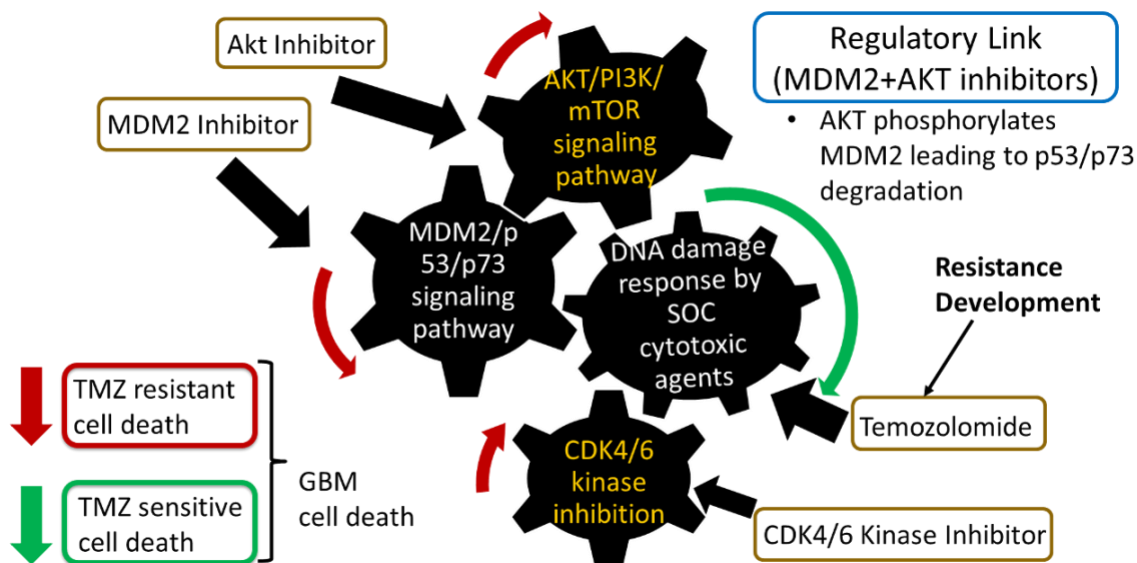 Akt Inhibitor
MDM2 Inhibitor
AKT/PI3K/
mTOR
signaling
pathway
Regulatory Link
(MDM2+AKT inhibitors)
• AKT phosphorylates
MDM2 leading to p53/p73
degradation
MDM2/p
53/p73
signaling
pathway
DNA damage
response by
SOC
cytotoxic
agents
Resistance
Development
Temozolomide
TMZ resistant
cell death
TMZ sensitive
cell death
GBM
cell death
CDK4/6
kinase
inhibition
CDK4/6 Kinase Inhibitor